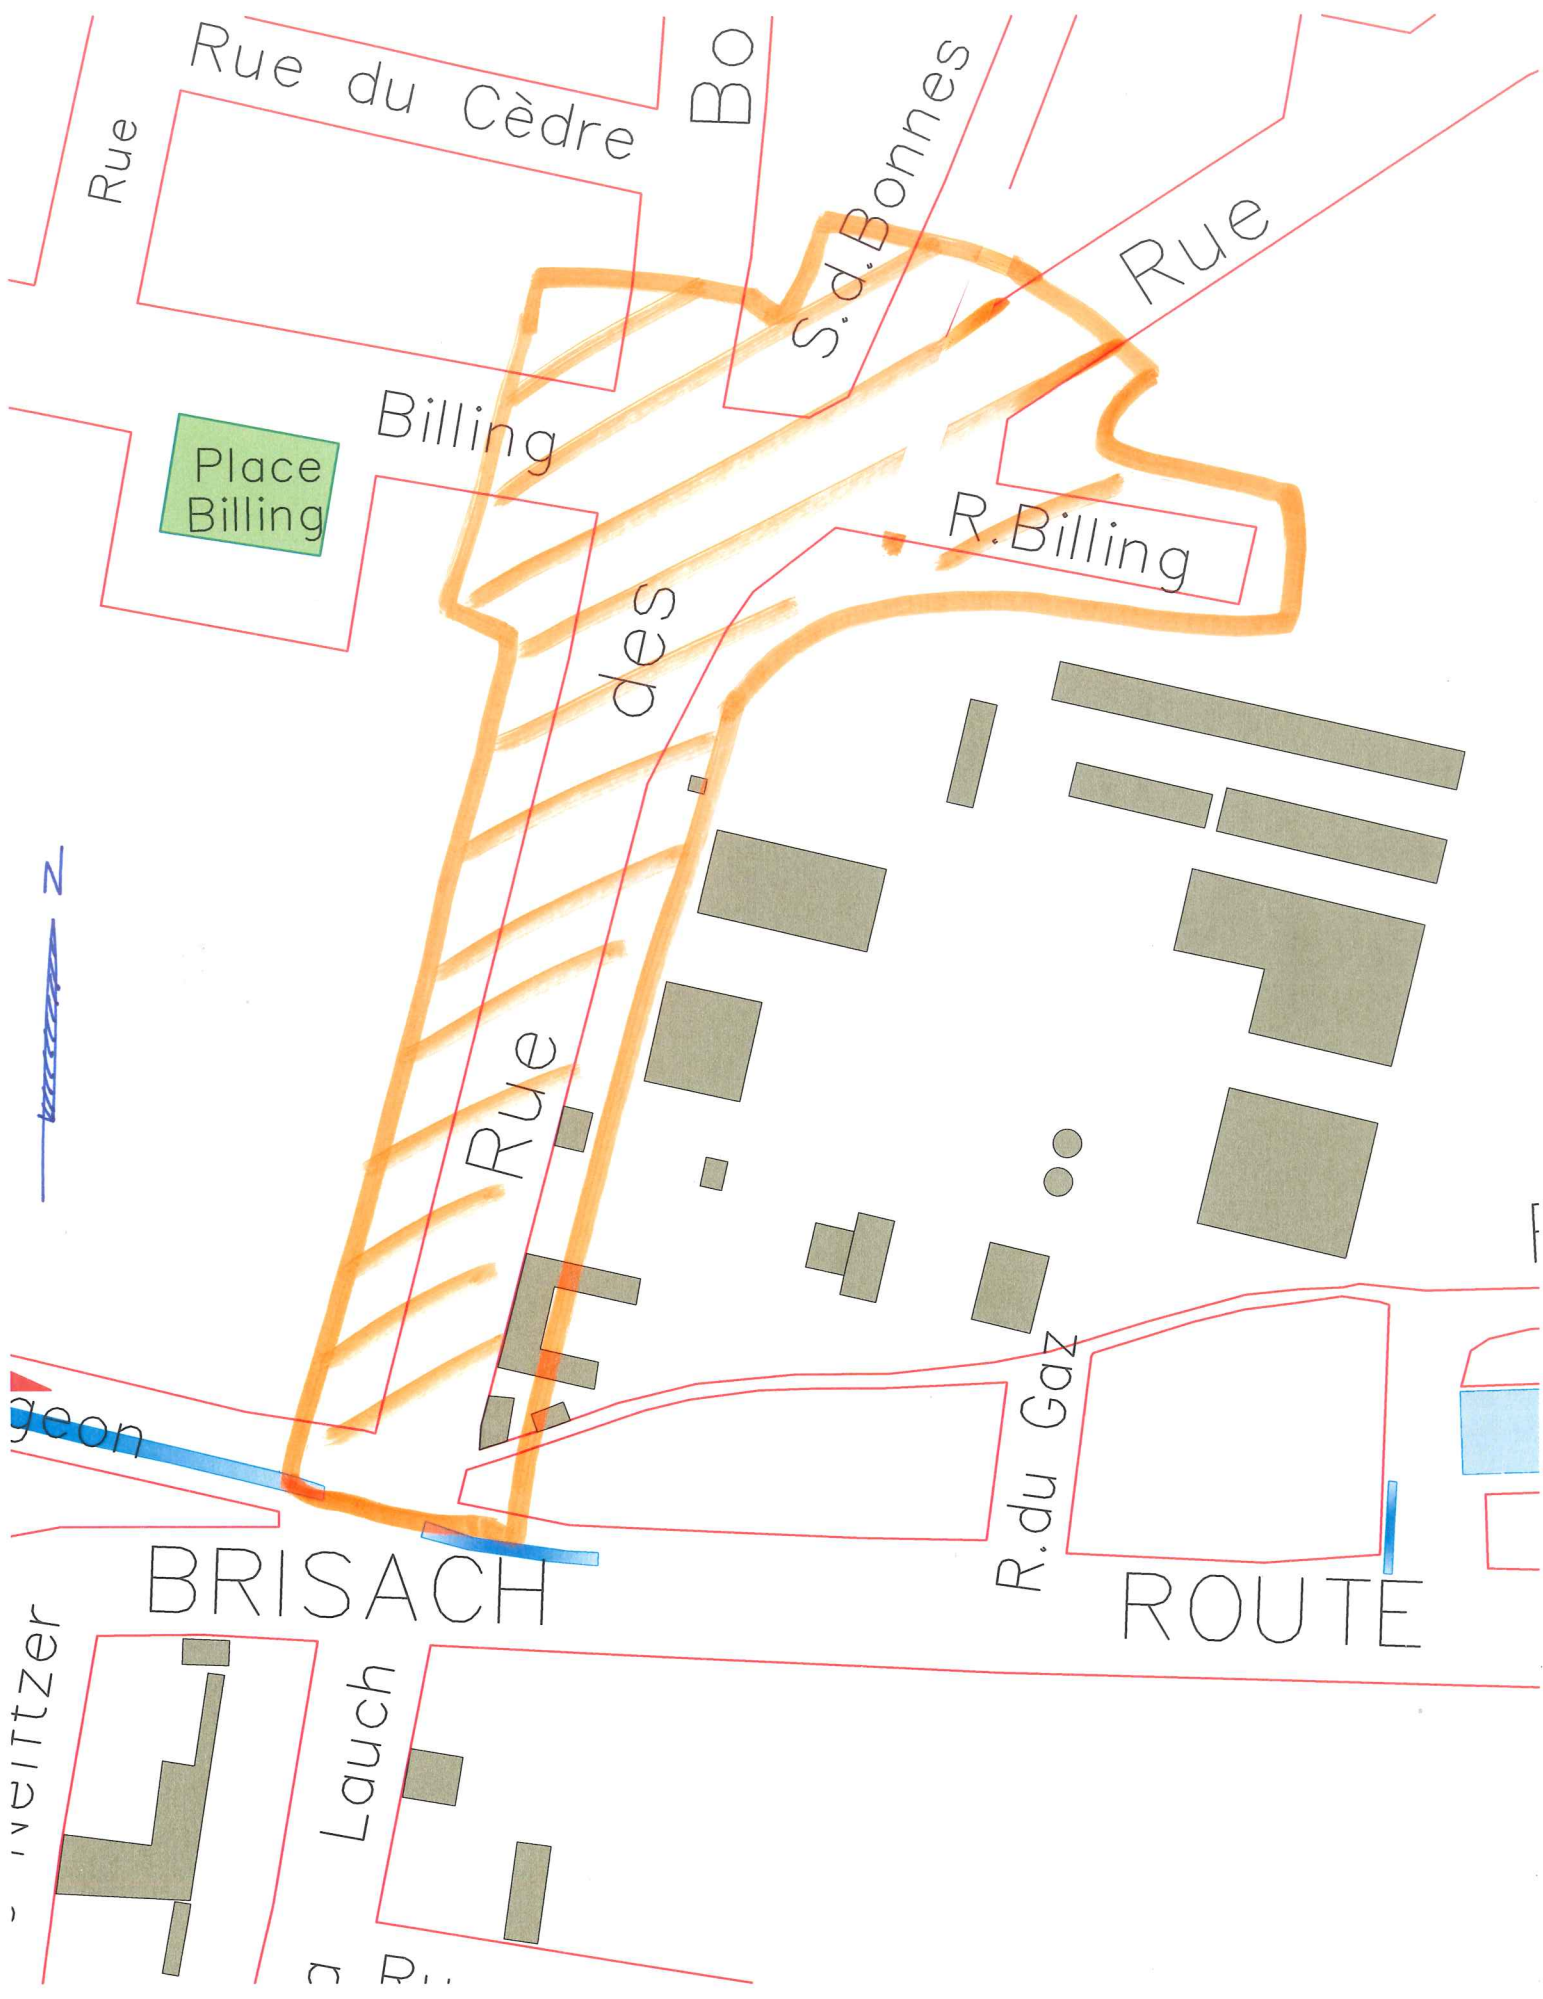 Rue du Cèdre
Bo
S.d.Bonnes
Rue
Rue
Billing
Place
Billing
R.Billing
des
N
Rue
geon
R.du Gaz
BRISACH
ROUTE
Lauch